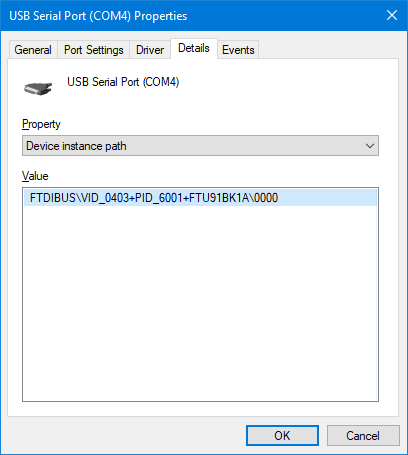 USB Serial Port (COM4) Properties
General Port Settings Driver Details Events
USB Serial Port (COM4)
Property
Device instance path
Value
FTDIBUS\VID_0403+PID_6001+FTU91BK1A\0000
OK Cancel